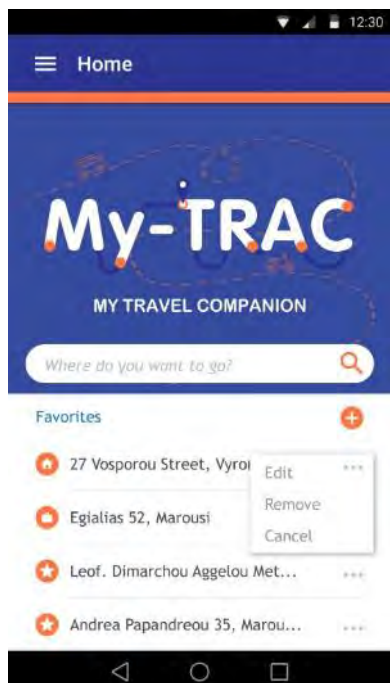 12:30
Home
My-TRAC
MY TRAVEL COMPANION
Where do you want to go?
Favorites
27 Vosporou Street, Vyro
Edit
Remove
Cancel
Egialias 52, Marousi
Leof. Dimarchou Aggelou Met...
Andrea Papandreou 35, Marou...